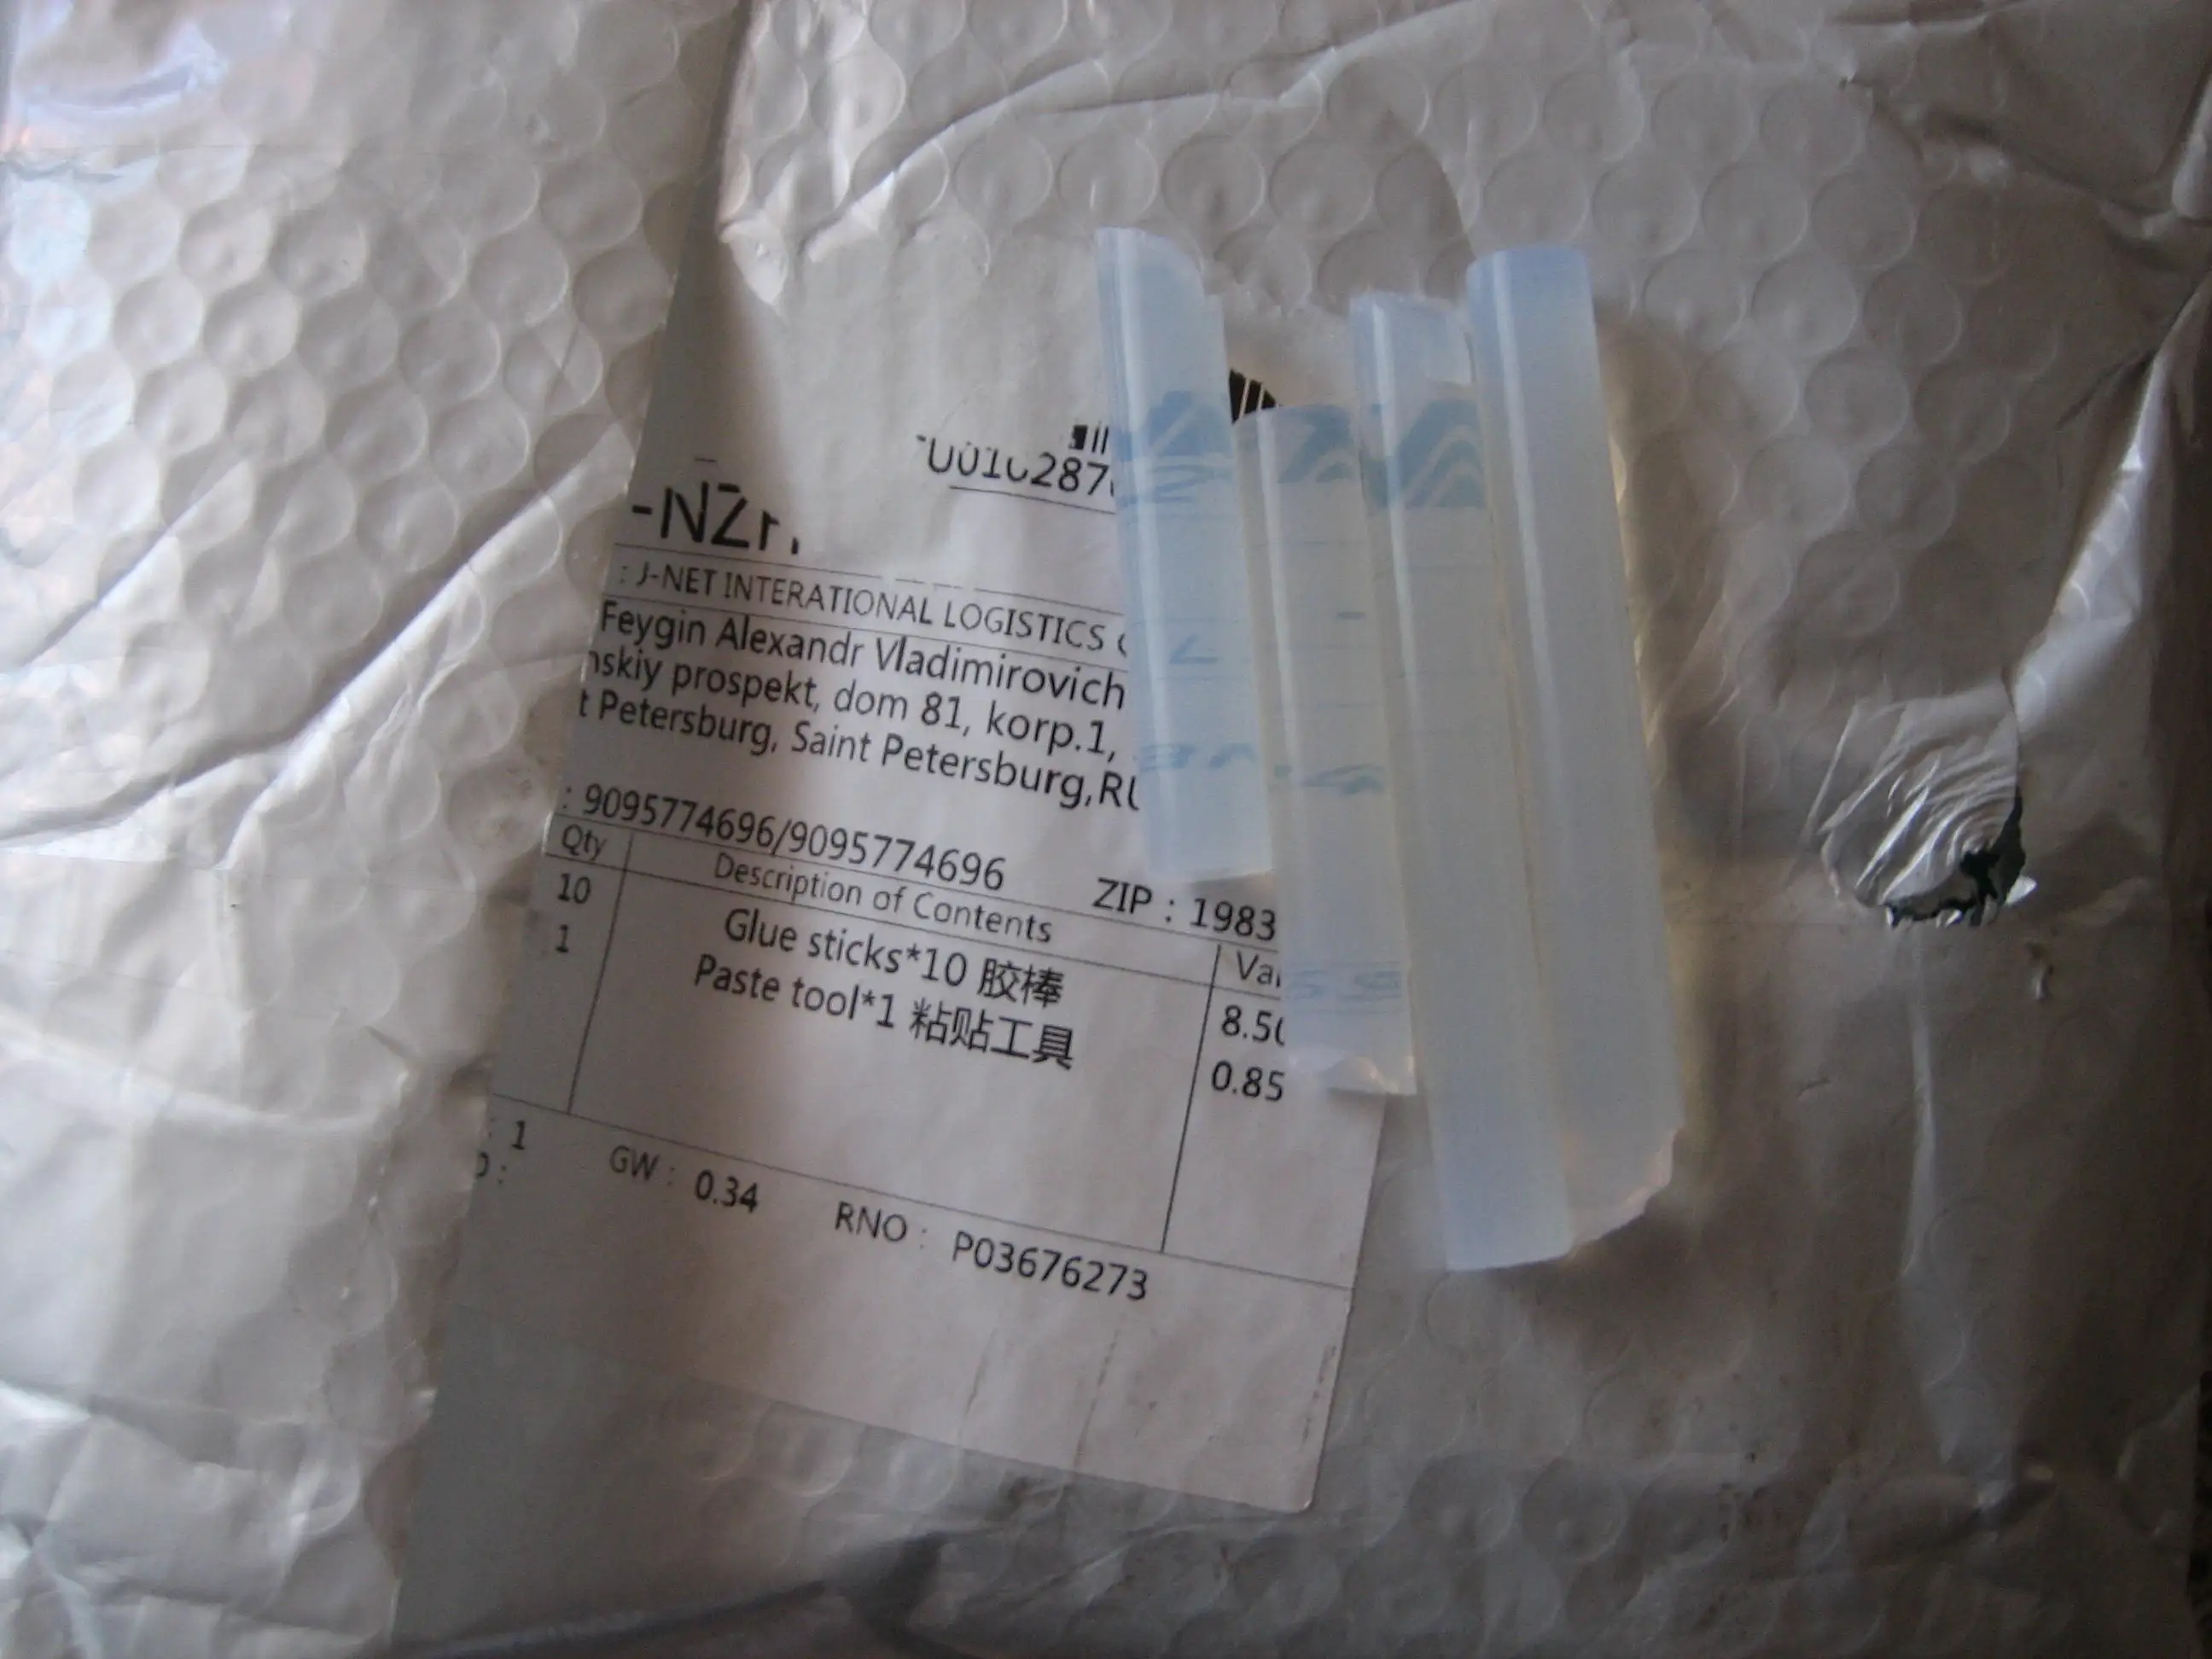 : J-NET INTERATIONAL LOGISTICS
Feygin Alexandr Vladimirovich
nskiy prospekt, dom 81, korp.1,
t Petersburg, Saint Petersburg,RU
: 9095774696/9095774696 ZIP : 1983
Qty Description of Contents
10 Glue sticks*10 胶棒 8.50
1 Paste tool*1 粘贴工具 0.85
: 1 GW : 0.34 RNO : P03676273